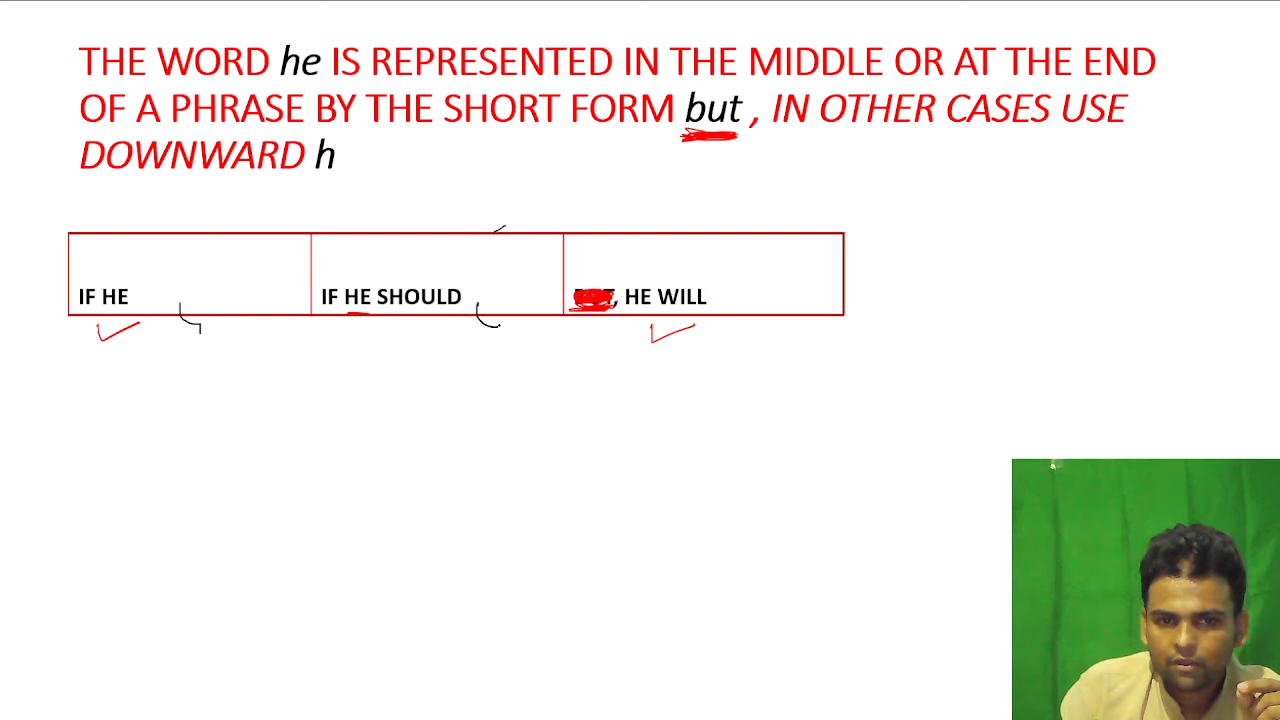 THE WORD he IS REPRESENTED IN THE MIDDLE OR AT THE END
OF A PHRASE BY THE SHORT FORM but , IN OTHER CASES USE
DOWNWARD h
IF HE
IF HE SHOULD
, HE WILL